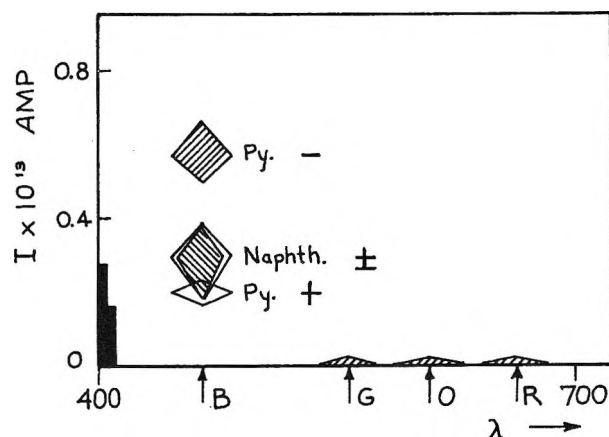 I x 10¹³ AMP
0.8
Py. −
0.4
Naphth. ±
Py. +
0
400 B G O R 700
λ →